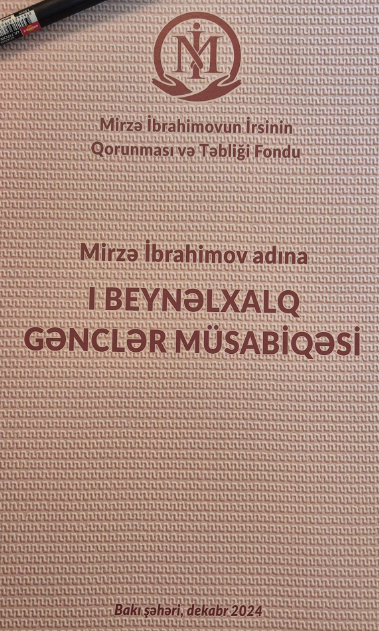 Mirzə İbrahimovun İrsinin
Qorunması və Təbliği Fondu
Mirzə İbrahimov adına
I BEYNƏLXALQ
GƏNCLƏR MÜSABİQƏSİ
Bakı şəhəri, dekabr 2024